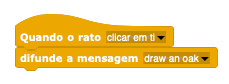 Quando o rato clicar em ti
difunde a mensagem draw an oak